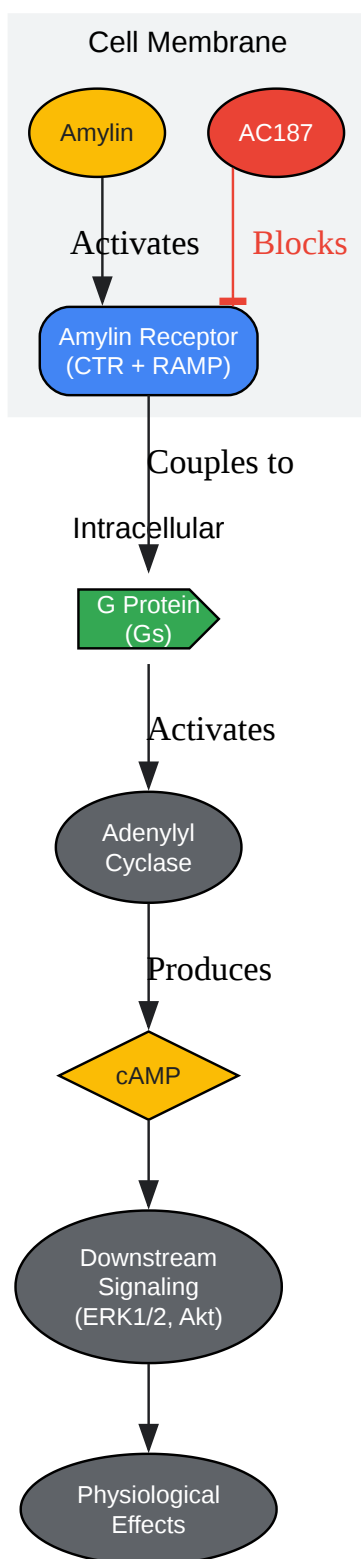 Cell Membrane
Amylin
AC187
Activates
Blocks
Amylin Receptor
(CTR + RAMP)
Couples to
Intracellular
G Protein
(Gs)
Activates
Adenylyl
Cyclase
Produces
cAMP
Downstream
Signaling
(ERK1/2, Akt)
Physiological
Effects